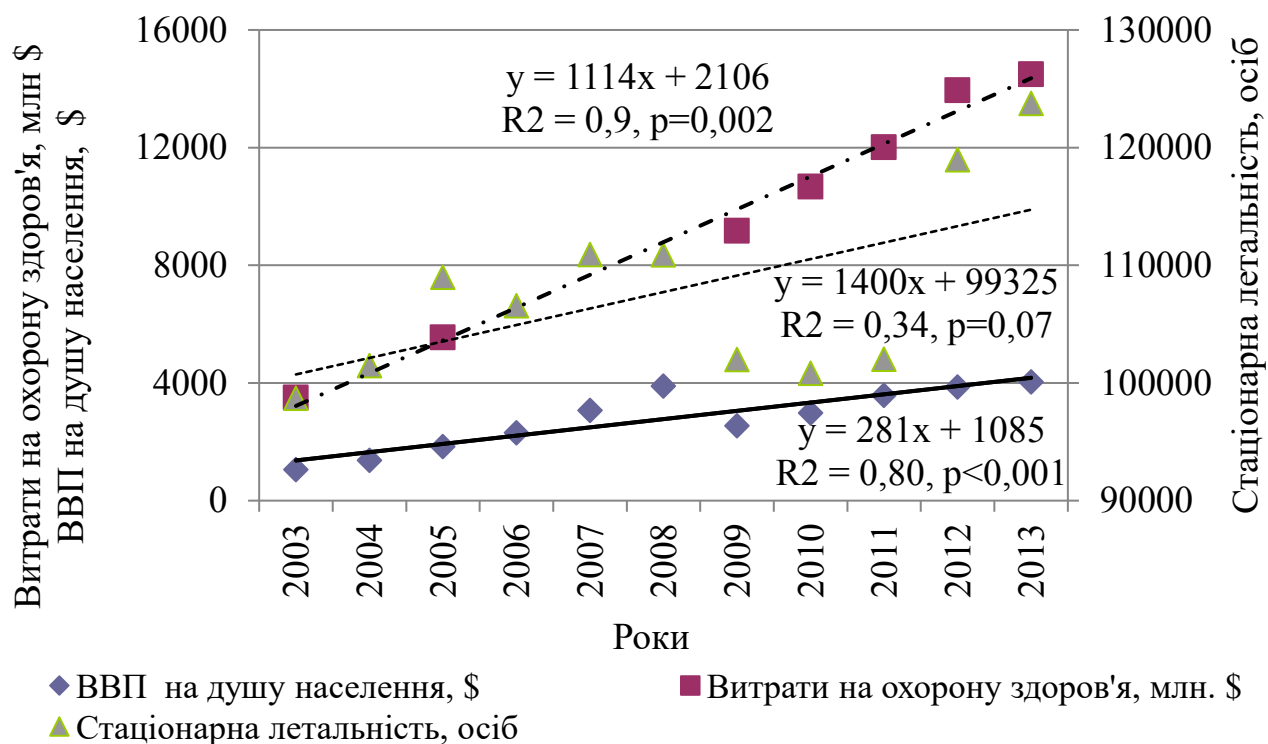 Витрати на охорону здоров'я, млн $
ВВП на душу населення, $
16000
12000
8000
4000
0
y = 1114x + 2106
R2 = 0,9, p=0,002
y = 1400x + 99325
R2 = 0,34, p=0,07
y = 281x + 1085
R2 = 0,80, p<0,001
130000
120000
110000
100000
90000
Стаціонарна летальність, осіб
2003
2004
2005
2006
2007
2008
2009
2010
2011
2012
2013
Роки
ВВП на душу населення, $
Витрати на охорону здоров'я, млн. $
Стаціонарна летальність, осіб